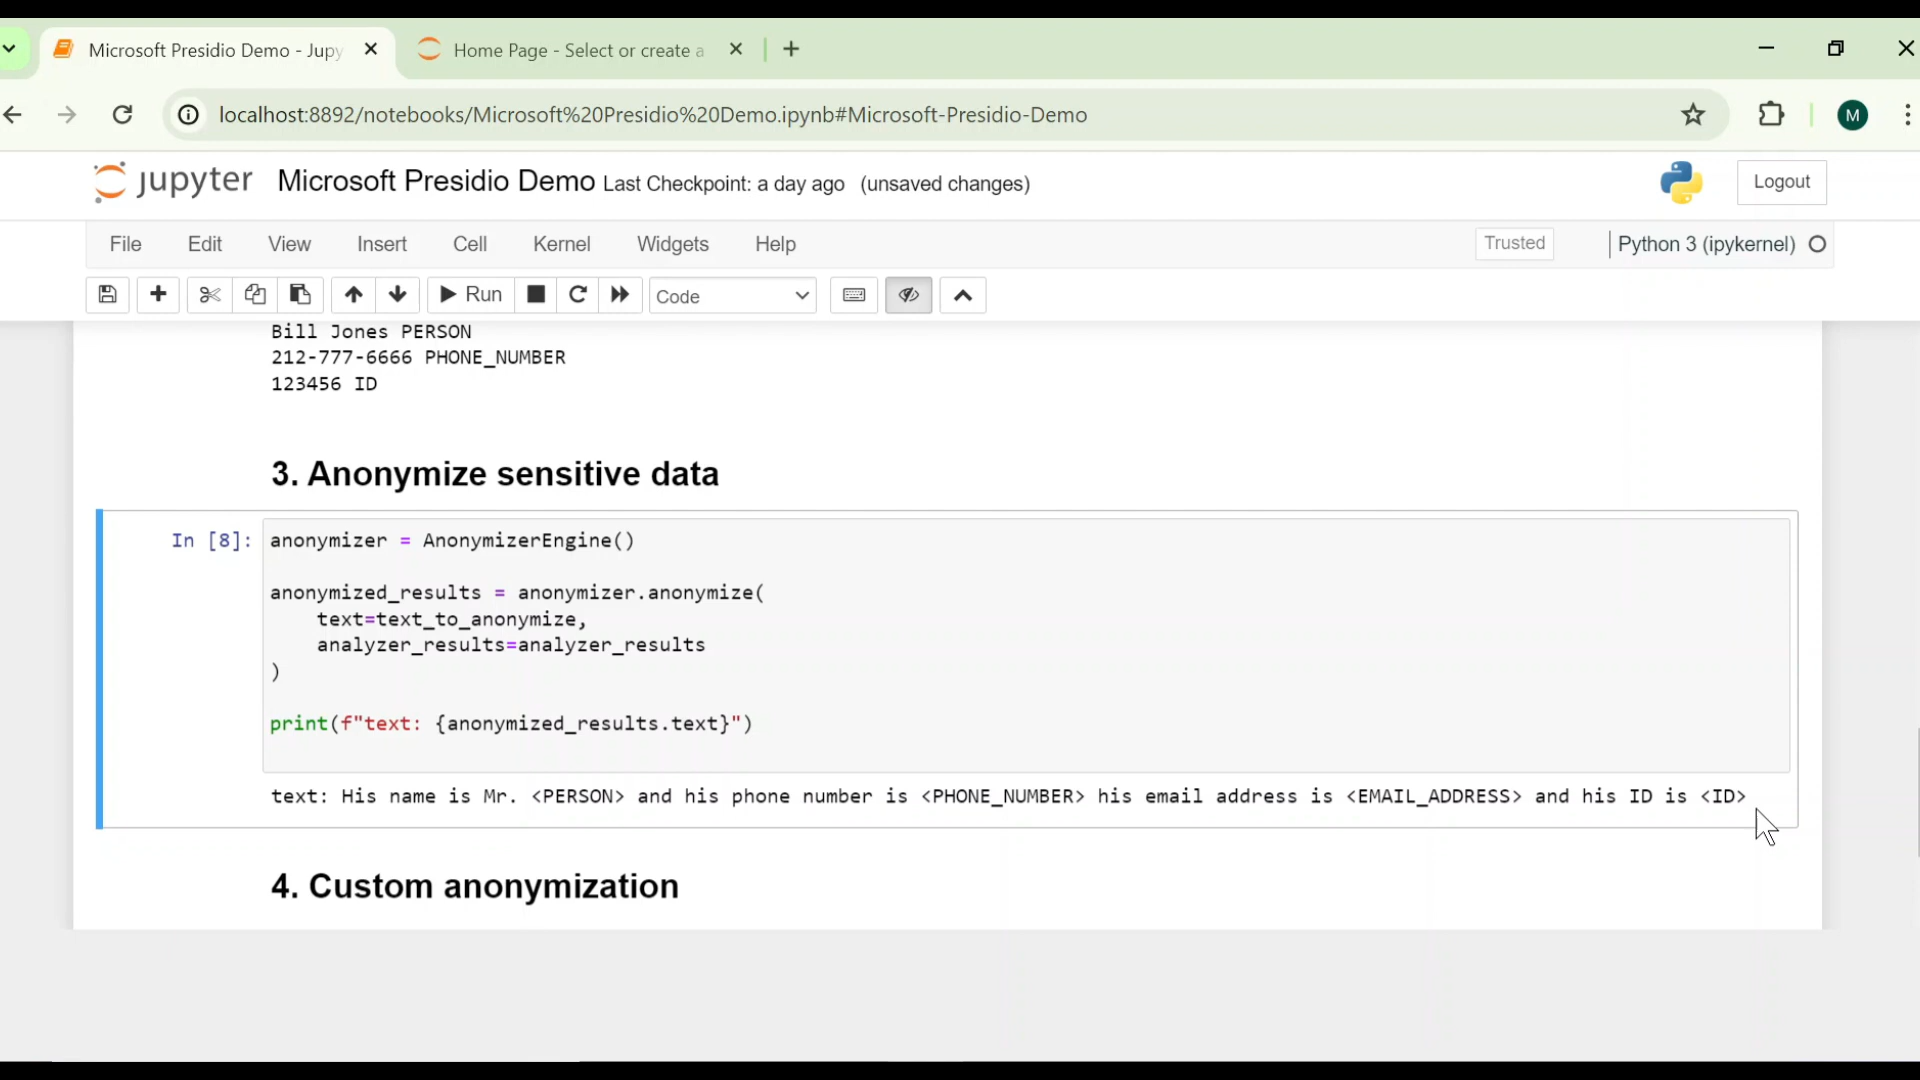 Microsoft Presidio Demo - Jupy
Home Page - Select or create a
localhost:8892/notebooks/Microsoft%20Presidio%20Demo.ipynb#Microsoft-Presidio-Demo
M
jupyter Microsoft Presidio Demo Last Checkpoint: a day ago (unsaved changes)
Logout
File Edit View Insert Cell Kernel Widgets Help
Trusted
Python 3 (ipykernel)
Run
Code
Bill Jones PERSON
212-777-6666 PHONE_NUMBER
123456 ID
3. Anonymize sensitive data
In [8]: anonymizer = AnonymizerEngine()
anonymized_results = anonymizer.anonymize(
text=text_to_anonymize,
analyzer_results=analyzer_results
)
print(f"text: {anonymized_results.text}")
text: His name is Mr. <PERSON> and his phone number is <PHONE_NUMBER> his email address is <EMAIL_ADDRESS> and his ID is <ID>
4. Custom anonymization